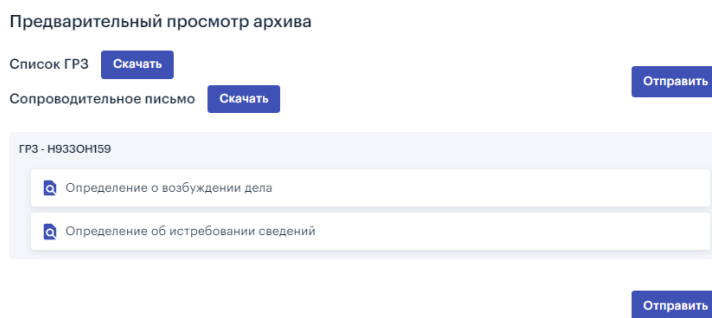 Предварительный просмотр архива
Список ГРЗ Скачать
Отправить
Сопроводительное письмо Скачать
ГРЗ - Н933ОН159
Определение о возбуждении дела
Определение об истребовании сведений
Отправить